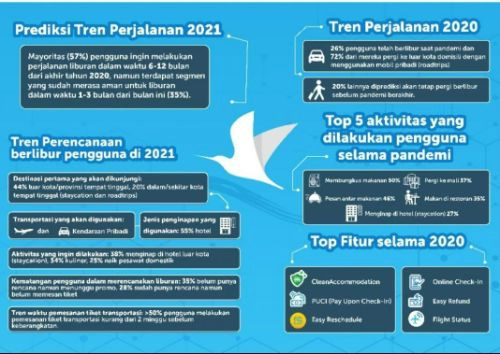 Prediksi Tren Perjalanan 2021
Mayoritas (57%) pengguna ingin melakukan
perjalanan liburan dalam waktu 6-12 bulan
dari akhir tahun 2020, namun terdapat segmen
yang sudah merasa aman untuk liburan
dalam waktu 1-3 bulan dari bulan ini (35%).
Tren Perjalanan 2020
26% pengguna telah berlibur saat pandemi dan
72% dari mereka pergi ke luar kota domisili dengan
menggunakan mobil pribadi (roadtrips)
20% lainnya diprediksi akan tetap pergi berlibur
sebelum pandemi berakhir.
Top 5 aktivitas yang
dilakukan pengguna
selama pandemi
Membungkus makanan 50%
Pergi ke mall 37%
Pesan antar makanan 46%
Makan di restoran 35%
Menginap di hotel (staycation) 27%
Tren Perencanaan
berlibur pengguna di 2021
Destinasi pertama yang akan dikunjungi:
44% luar kota/provinsi tempat tinggal, 20% dalam/sekitar kota
tempat tinggal (staycation dan roadtrips)
Transportasi yang akan digunakan:
dan Kendaraan Pribadi
Jenis penginapan yang
digunakan: 55% hotel
Aktivitas yang ingin dilakukan: 38% menginap di hotel luar kota
(staycation), 34% kuliner, 25% naik pesawat domestik
Kematangan pengguna dalam merencanakan liburan: 35% belum punya
rencana namun menunggu promo, 28% sudah punya rencana namun
belum memesan tiket
Tren waktu pemesanan tiket transportasi: >50% pengguna melakukan
pemesanan tiket transportasi kurang dari 2 minggu sebelum
keberangkatan.
Top Fitur selama 2020
CleanAccommodation
Online Check-In
PUCI (Pay Upon Check-In)
Easy Refund
Easy Reschedule
Flight Status